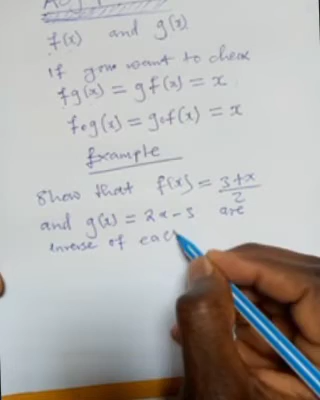 f(x) and g(x)
if you want to check
fg(x) = gf(x) = x
fog(x) = gof(x) = x
Example
Show that f(x) = 3+x/2
and g(x) = 2x-3 are
inverse of eac